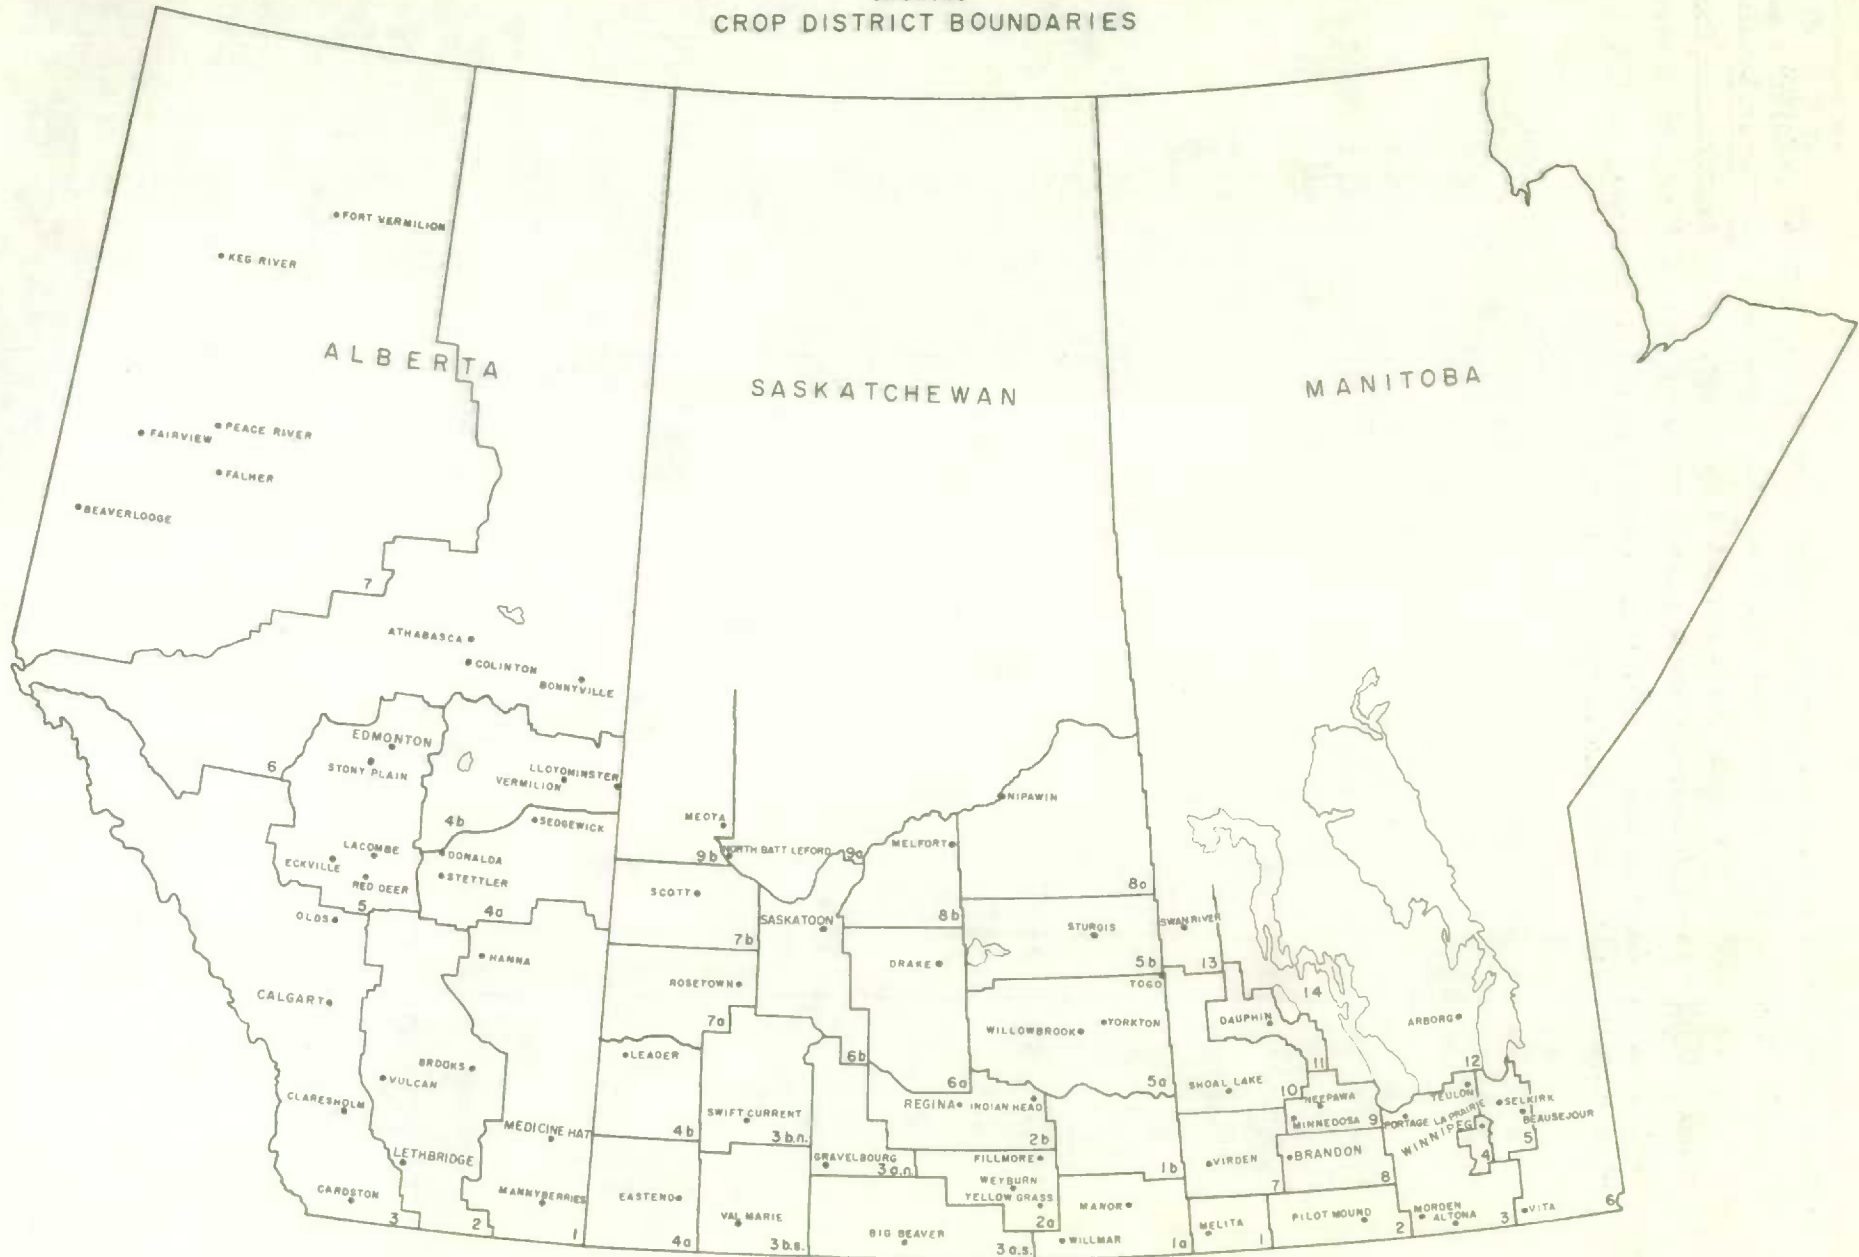 CROP DISTRICT BOUNDARIES
FORT VERMILION
KEG RIVER
ALBERTA
SASKATCHEWAN
MANITOBA
PEACE RIVER
FAIRVIEW
FALHER
BEAVERLODGE
7
ATHABASCA
COLINTON
BONNYVILLE
EDMONTON
STONY PLAIN
6
LLOYDMINSTER
VERMILION
4b
SEDGEWICK
LACOMBE
ECKVILLE
RED DEER
DONALDA
STETTLER
5
4a
OLDS
HANNA
CALGARY
BROOKS
VULCAN
CLARESHOLM
MEDICINE HAT
LETHBRIDGE
CARDSTON
MANNYBERRIES
3
2
1
NIPAWIN
MEOTA
9b
NORTH BATTLEFORD
9a
MELFORT
SCOTT
8a
8b
SASKATOON
7b
STURGIS
DRAKE
5b
ROSETOWN
TOGO
7a
WILLOWBROOK
YORKTON
LEADER
6b
6a
5a
REGINA
INDIAN HEAD
SWIFT CURRENT
4b
3b.n.
2b
GRAVELBOURG
3a.n.
FILLMORE
1b
WEYBURN
EASTEND
YELLOW GRASS
MANOR
VAL MARIE
2a
BIG BEAVER
WILLMAR
4a
3b.s.
3a.s.
1a
SWAN RIVER
13
14
DAUPHIN
ARBORG
11
12
SHOAL LAKE
10
NEEPAWA
TEULON
SELKIRK
MINNEDOSA
9
PORTAGE LA PRAIRIE
BEAUSEJOUR
WINNIPEG
5
4
VIRDEN
BRANDON
7
8
PILOT MOUND
MORDEN
ALTONA
VITA
6
MELITA
1
2
3